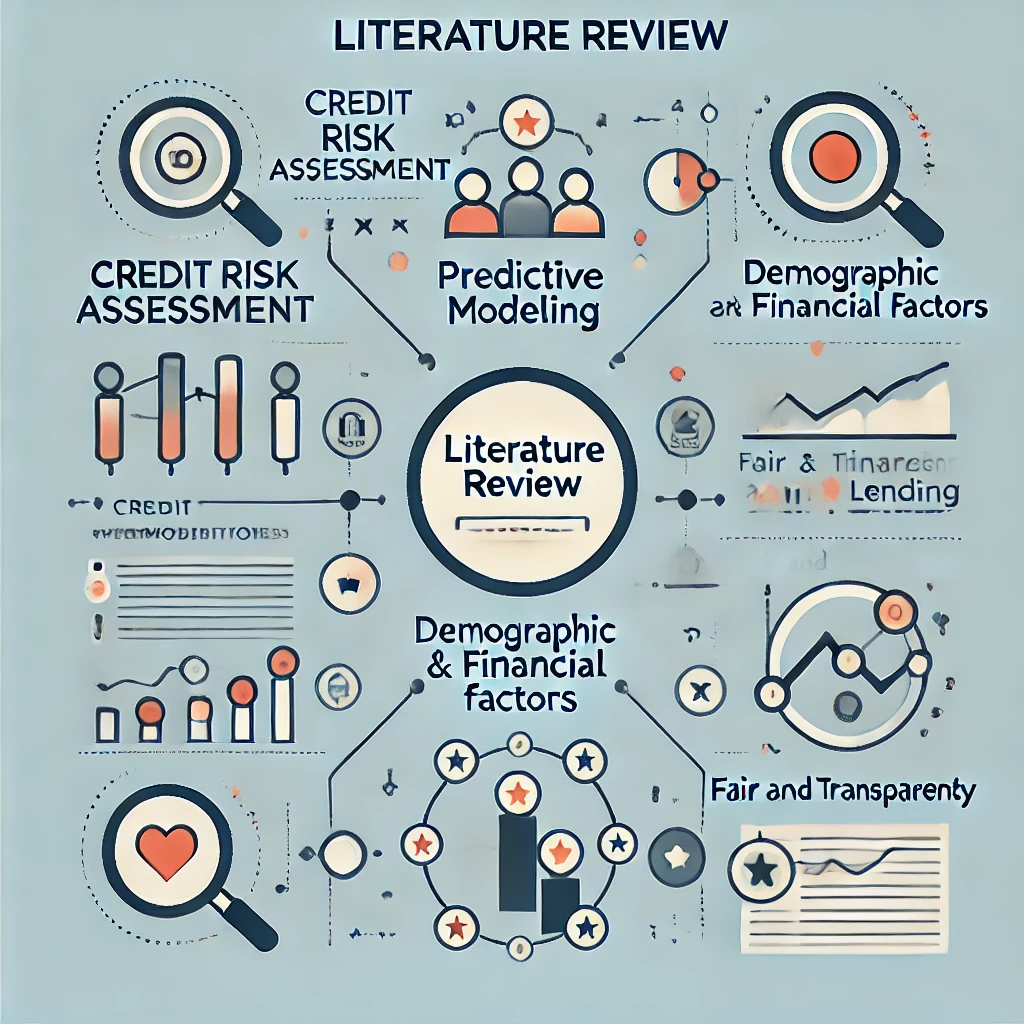 LITERATURE REVIEW
CREDIT
RISK
ASSESSMENT
CREDIT RISK
ASSESSMENT
Predictive
Modeling
Demographic
Financial Factors
Literature
Review
Fair &
Lending
CREDIT
Demographic
& Financial
factors
Fair and Transparenty